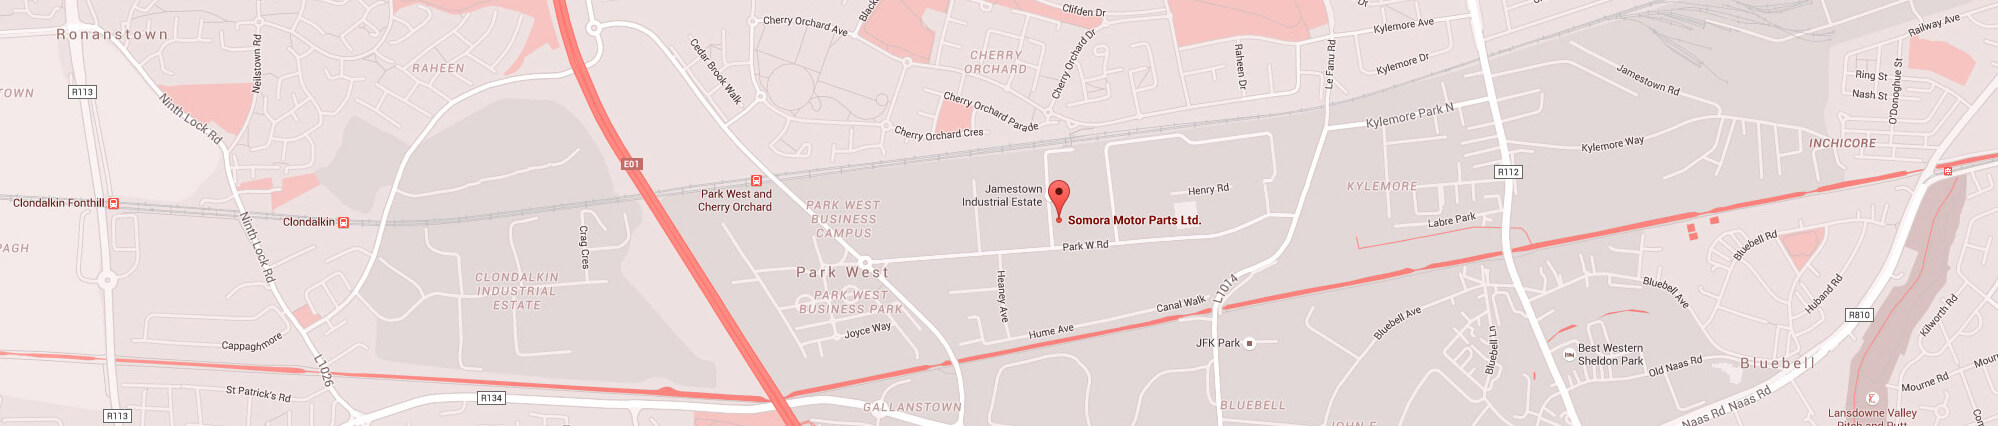 Ronanstown
TOWN
R113
Ninth Lock Rd
Neilstown Rd
RAHEEN
Cherry Orchard Ave
Cedar Brook Walk
CHERRY
ORCHARD
Clifden Dr
Cherry Orchard Dr
Cherry Orchard Parade
Cherry Orchard Cres
Raheen Dr
Le Fanu Rd
Kylemore Ave
Kylemore Dr
Kylemore Park N
Jamestown Rd
Railway Ave
Ring St
Nash St
O'Donoghue St
INCHICORE
Kylemore Way
R112
E01
Park West and
Cherry Orchard
Clondalkin Fonthill
Clondalkin
Ninth Lock Rd
Crag Cres
CLONDALKIN
INDUSTRIAL
ESTATE
PARK WEST
BUSINESS
CAMPUS
Park West
PARK WEST
BUSINESS PARK
Joyce Way
Jamestown
Industrial Estate
Somora Motor Parts Ltd.
Henry Rd
KYLEMORE
Labre Park
Park W Rd
Heaney Ave
Hume Ave
Canal Walk
L1014
Bluebell Rd
Bluebell Ave
Huband Rd
Kilworth Rd
R810
JFK Park
Bluebell Ave
Bluebell Ln
Best Western
Sheldon Park
Old Naas Rd
Bluebell
Mourne Rd
Naas Rd
Naas Rd
Lansdowne Valley
Pitch and Putt
Cappaghmore
L1026
St Patrick's Rd
R113
R134
GALLANSTOWN
BLUEBELL
JOHN F